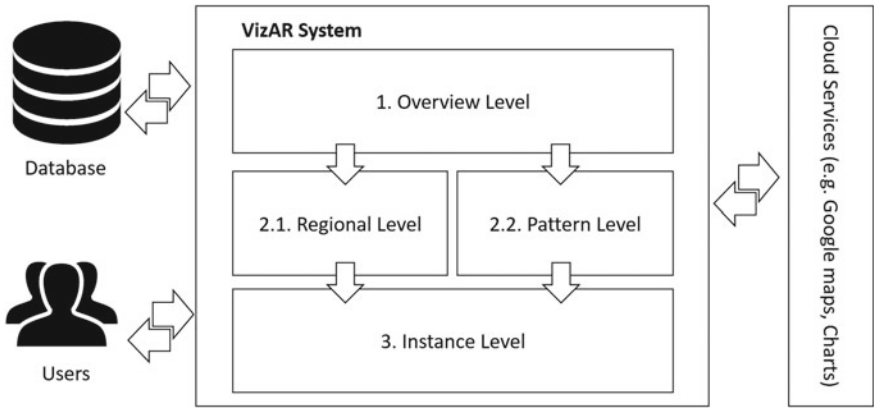 VizAR System
1. Overview Level
Database
2.1. Regional Level
2.2. Pattern Level
3. Instance Level
Users
Cloud Services (e.g. Google maps, Charts)